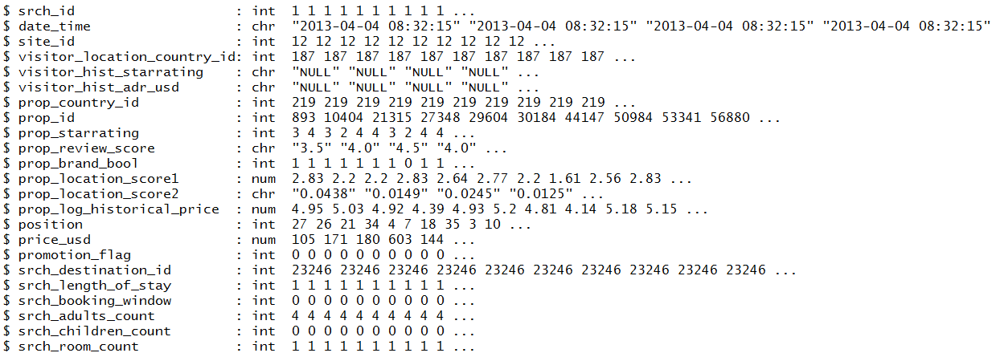 $ srch_id                    : int  1 1 1 1 1 1 1 1 1 1 ...
$ date_time                  : chr  "2013-04-04 08:32:15" "2013-04-04 08:32:15" "2013-04-04 08:32:15" "2013-04-04 08:32:15"
$ site_id                    : int  12 12 12 12 12 12 12 12 12 12 ...
$ visitor_location_country_id: int  187 187 187 187 187 187 187 187 187 187 ...
$ visitor_hist_starrating    : chr  "NULL" "NULL" "NULL" "NULL" ...
$ visitor_hist_adr_usd       : chr  "NULL" "NULL" "NULL" "NULL" ...
$ prop_country_id            : int  219 219 219 219 219 219 219 219 219 219 ...
$ prop_id                    : int  893 10404 21315 27348 29604 30184 44147 50984 53341 56880 ...
$ prop_starrating            : int  3 4 3 2 4 4 3 2 4 4 ...
$ prop_review_score          : chr  "3.5" "4.0" "4.5" "4.0" ...
$ prop_brand_bool            : int  1 1 1 1 1 1 1 0 1 1 ...
$ prop_location_score1       : num  2.83 2.2 2.2 2.83 2.64 2.77 2.2 1.61 2.56 2.83 ...
$ prop_location_score2       : chr  "0.0438" "0.0149" "0.0245" "0.0125" ...
$ prop_log_historical_price  : num  4.95 5.03 4.92 4.39 4.93 5.2 4.81 4.14 5.18 5.15 ...
$ position                   : int  27 26 21 34 4 7 18 35 3 10 ...
$ price_usd                  : num  105 171 180 603 144 ...
$ promotion_flag             : int  0 0 0 0 0 0 0 0 0 0 ...
$ srch_destination_id        : int  23246 23246 23246 23246 23246 23246 23246 23246 23246 23246 ...
$ srch_length_of_stay        : int  1 1 1 1 1 1 1 1 1 1 ...
$ srch_booking_window        : int  0 0 0 0 0 0 0 0 0 0 ...
$ srch_adults_count          : int  4 4 4 4 4 4 4 4 4 4 ...
$ srch_children_count        : int  0 0 0 0 0 0 0 0 0 0 ...
$ srch_room_count            : int  1 1 1 1 1 1 1 1 1 1 ...